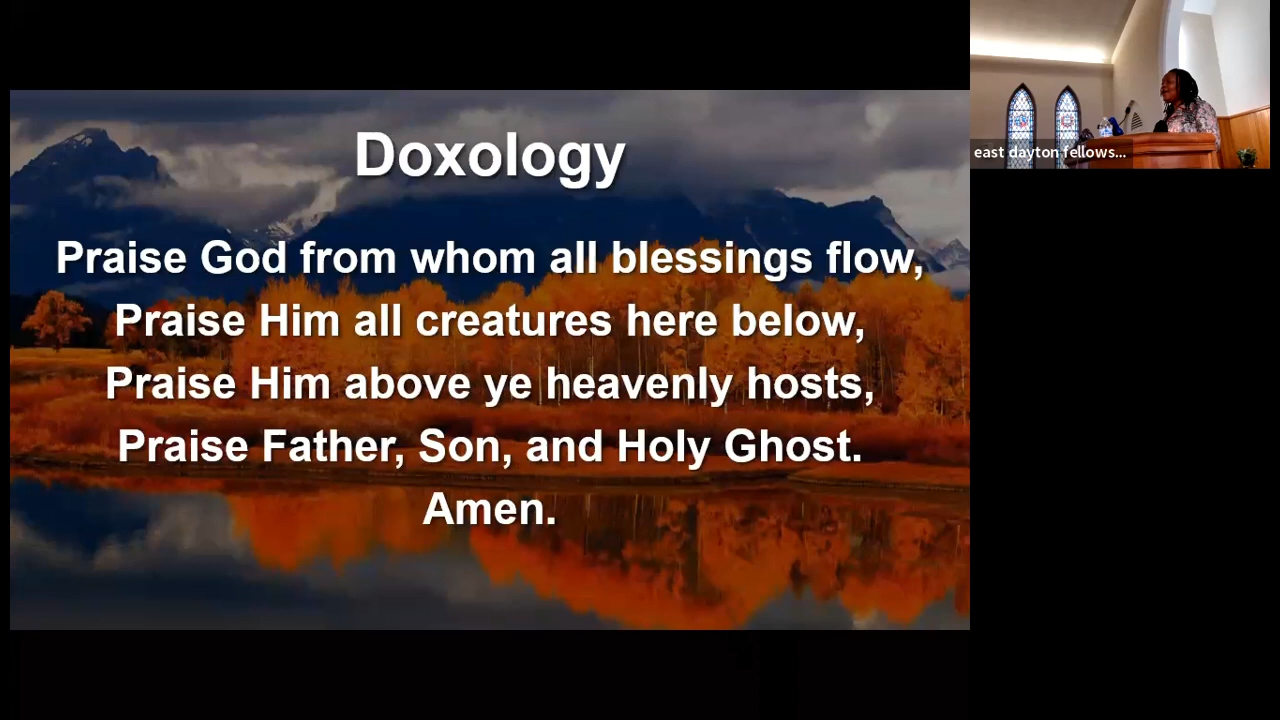 Doxology
Praise God from whom all blessings flow,
Praise Him all creatures here below,
Praise Him above ye heavenly hosts,
Praise Father, Son, and Holy Ghost.
Amen.
east dayton fellows...